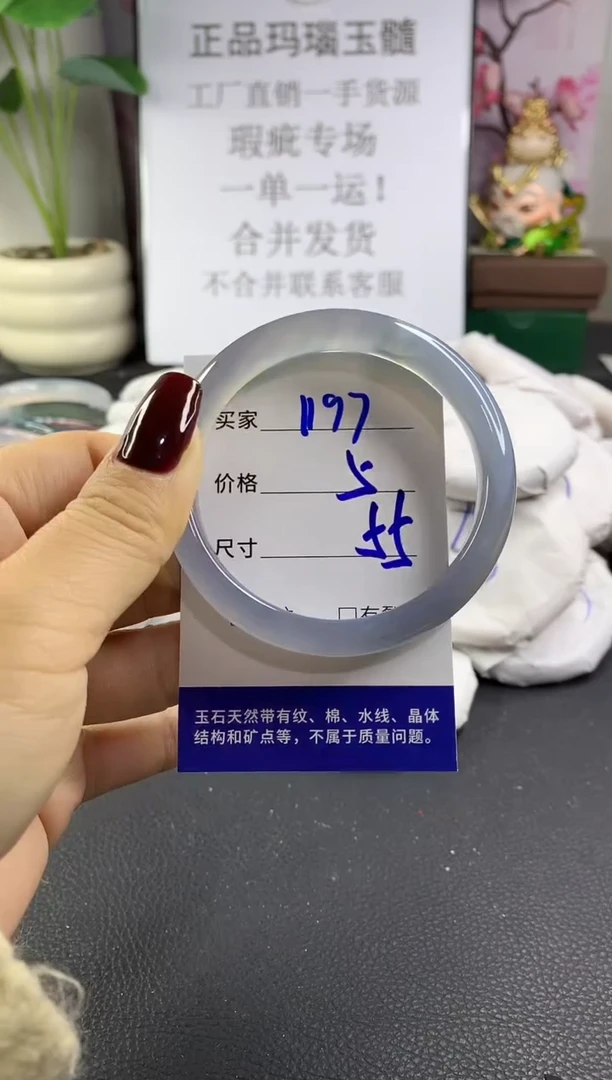 正品玛瑙玉髓
工厂直销一手货源
瑕疵专场
一单一运！
合并发货
不合并联系客服
买家 1197
价格 5
尺寸 55
玉石天然带有纹、棉、水线、晶体
结构和矿点等，不属于质量问题。